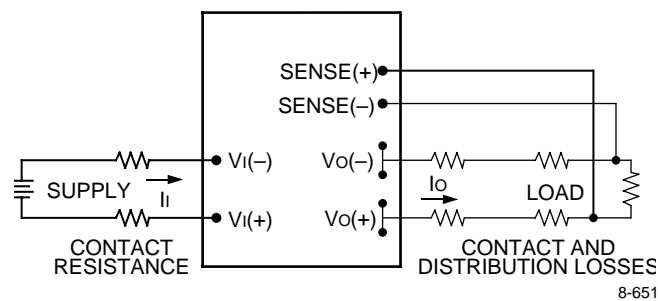 SENSE(+)
SENSE(–)
VI(–)
VO(–)
SUPPLY
II
IO
LOAD
VI(+)
VO(+)
CONTACT
RESISTANCE
CONTACT AND
DISTRIBUTION LOSSES
8-651